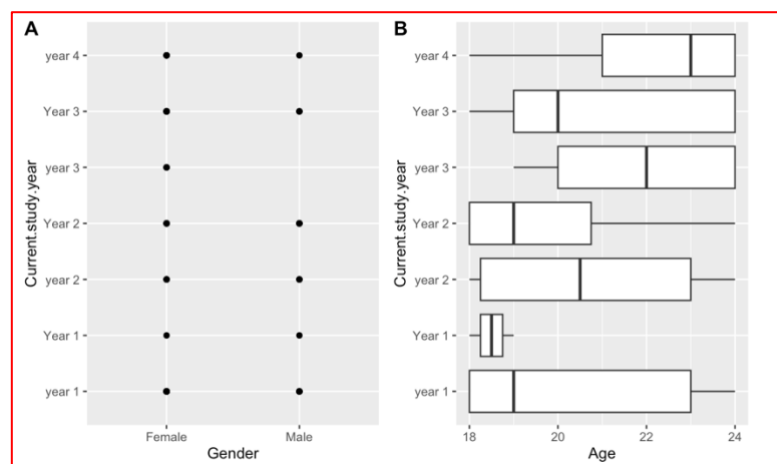 A
B
year 4
Year 3
year 3
Year 2
year 2
Year 1
year 1
Current.study.year
Female
Male
Gender
year 4
Year 3
year 3
Year 2
year 2
Year 1
year 1
Current.study.year
18
20
22
24
Age